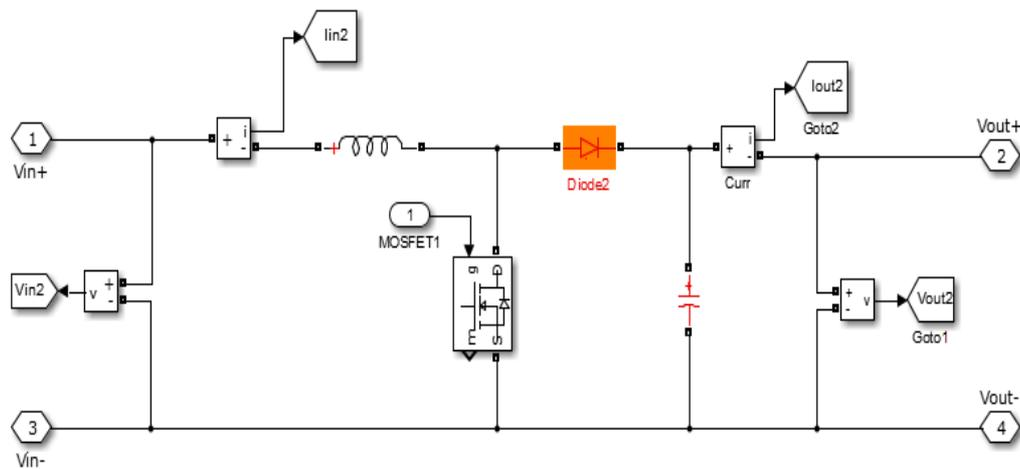 Iin2
Iout2
Goto2
1
Vin+
+
i
-
+
+
i
-
Curr
Vout+
2
Diode2
1
MOSFET1
Vin2
v
+
-
g
D
m
S
+
+
-
v
Vout2
Goto1
3
Vin-
Vout-
4